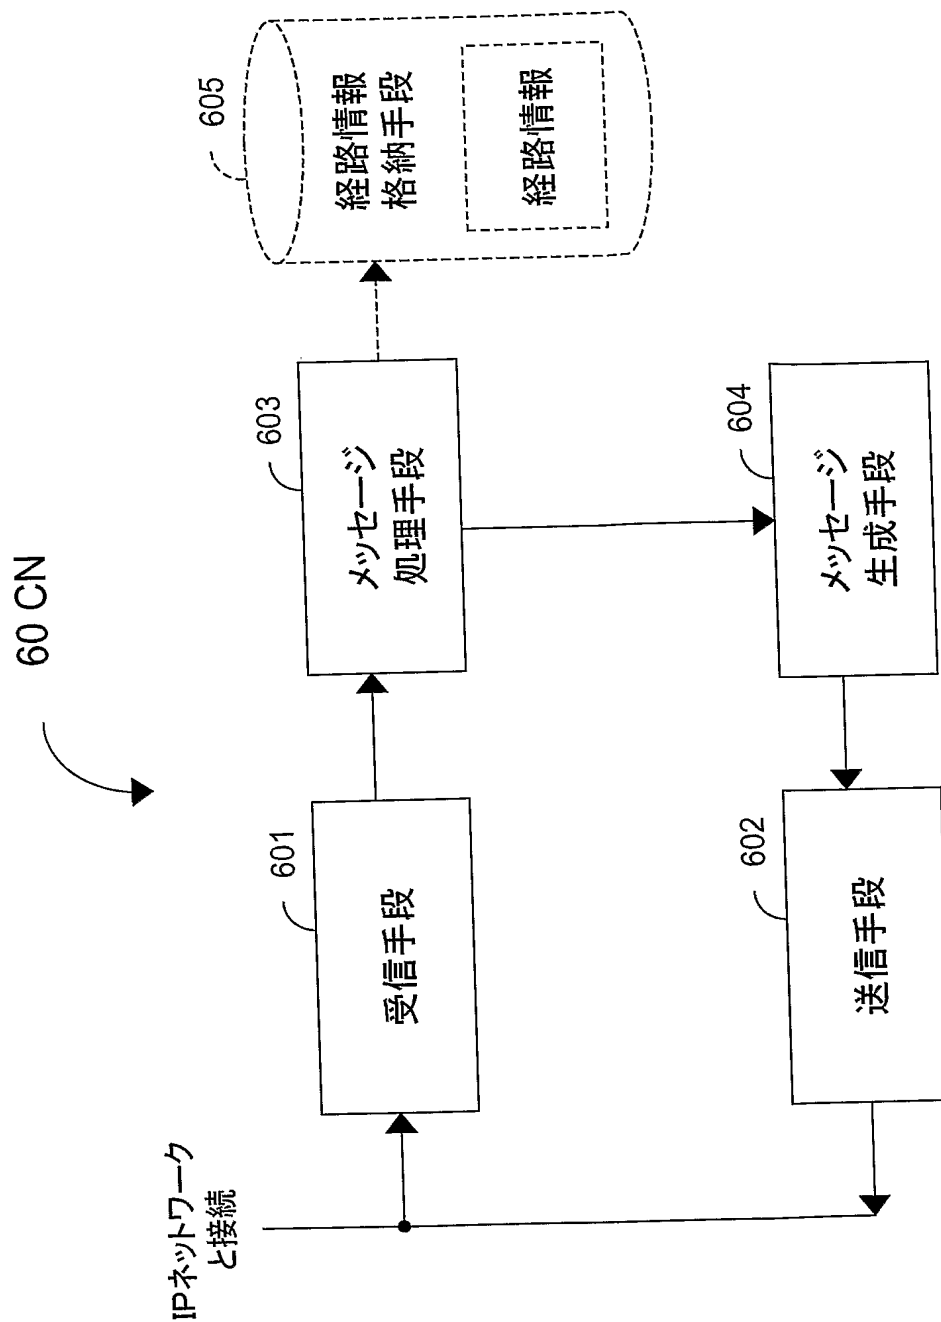 60 CN
IPネットワーク
と接続
601
受信手段
603
メッセージ
処理手段
605
経路情報
格納手段
経路情報
602
送信手段
604
メッセージ
生成手段